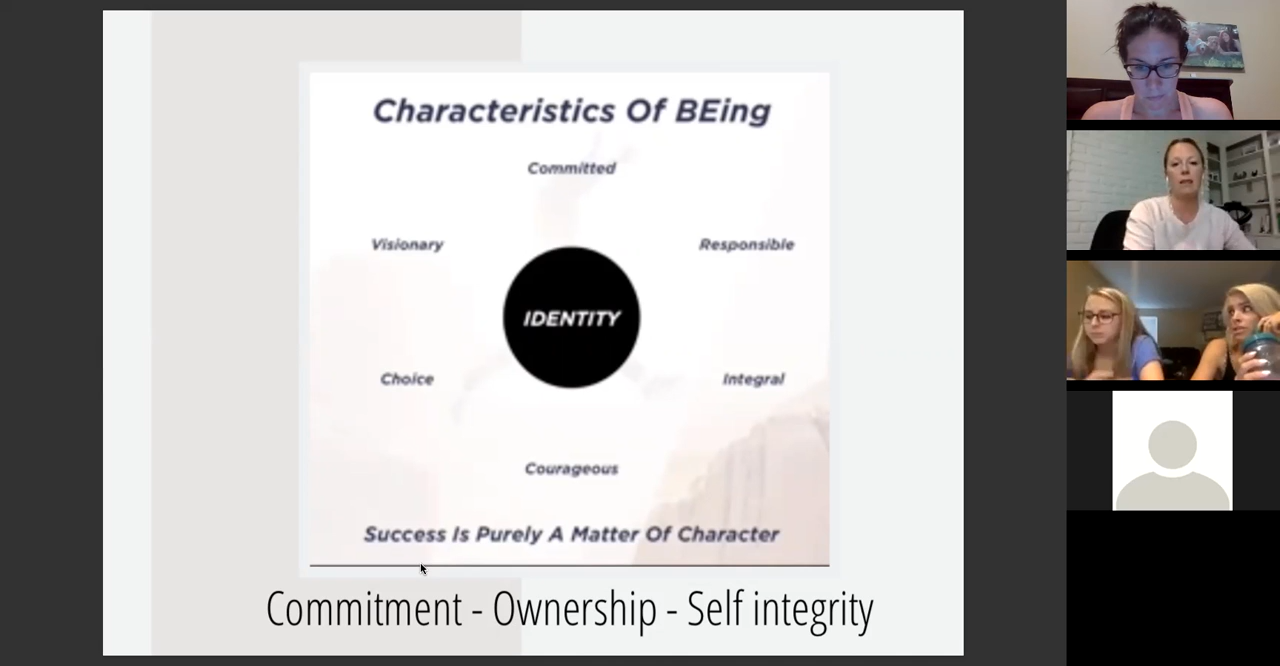 Characteristics Of BEing
Committed
Visionary
Responsible
IDENTITY
Choice
Integral
Courageous
Success Is Purely A Matter Of Character
Commitment - Ownership - Self integrity